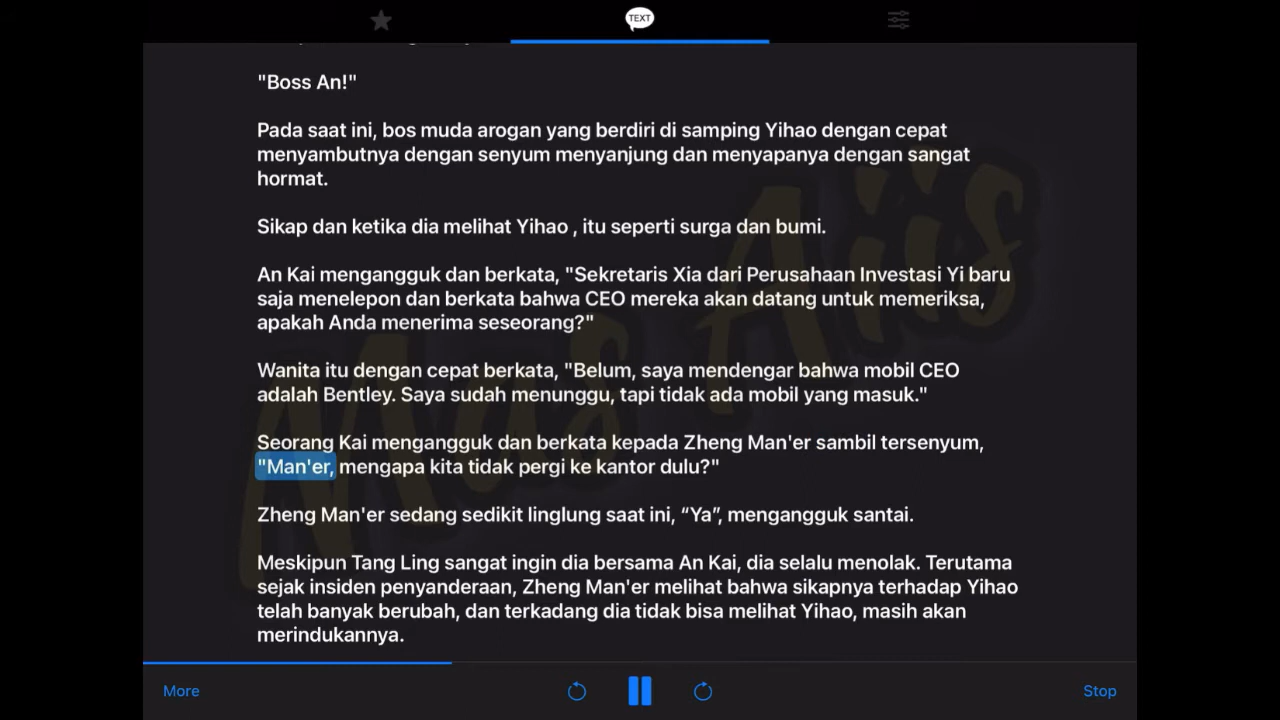 TEXT
"Boss An!"
Pada saat ini, bos muda arogan yang berdiri di samping Yihao dengan cepat
menyambutnya dengan senyum menyanjung dan menyapanya dengan sangat
hormat.
Sikap dan ketika dia melihat Yihao , itu seperti surga dan bumi.
An Kai mengangguk dan berkata, "Sekretaris Xia dari Perusahaan Investasi Yi baru
saja menelepon dan berkata bahwa CEO mereka akan datang untuk memeriksa,
apakah Anda menerima seseorang?"
Wanita itu dengan cepat berkata, "Belum, saya mendengar bahwa mobil CEO
adalah Bentley. Saya sudah menunggu, tapi tidak ada mobil yang masuk."
Seorang Kai mengangguk dan berkata kepada Zheng Man'er sambil tersenyum,
"Man'er, mengapa kita tidak pergi ke kantor dulu?"
Zheng Man'er sedang sedikit linglung saat ini, “Ya”, mengangguk santai.
Meskipun Tang Ling sangat ingin dia bersama An Kai, dia selalu menolak. Terutama
sejak insiden penyanderaan, Zheng Man'er melihat bahwa sikapnya terhadap Yihao
telah banyak berubah, dan terkadang dia tidak bisa melihat Yihao, masih akan
merindukannya.
Mas Aiis
More
Stop